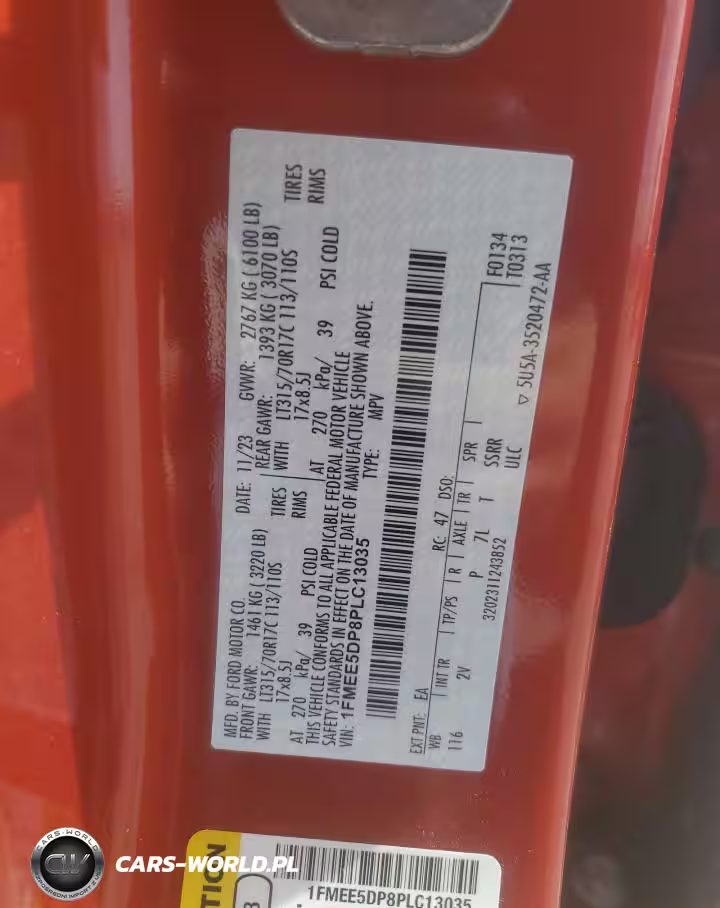 MFD. BY FORD MOTOR CO.
DATE: 11/23 GVWR: 2767 KG ( 6100 LB)
FRONT GAWR: 1461 KG ( 3220 LB)
REAR GAWR: 1393 KG ( 3070 LB)
WITH LT315/70R17C 113/110S TIRES
WITH LT315/70R17C 113/110S TIRES
17x8.5J RIMS
17x8.5J RIMS
AT 270 kPa/ 39 PSI COLD
AT 270 kPa/ 39 PSI COLD
THIS VEHICLE CONFORMS TO ALL APPLICABLE FEDERAL MOTOR VEHICLE
SAFETY STANDARDS IN EFFECT ON THE DATE OF MANUFACTURE SHOWN ABOVE.
VIN: 1FMEE5DP8PLC13035 TYPE: MPV
EXT PNT: EA RC: 47 DSO:
WB INT TR TP/PS R AXLE TR SPR
F0134
T0313
116 2V P 7L T SSRR
ULC
3202311243852
▽ 5U5A-3520472-AA
TION
1FMEE5DP8PLC13035
CARS-WORLD
CW
CARS-WORLD.PL